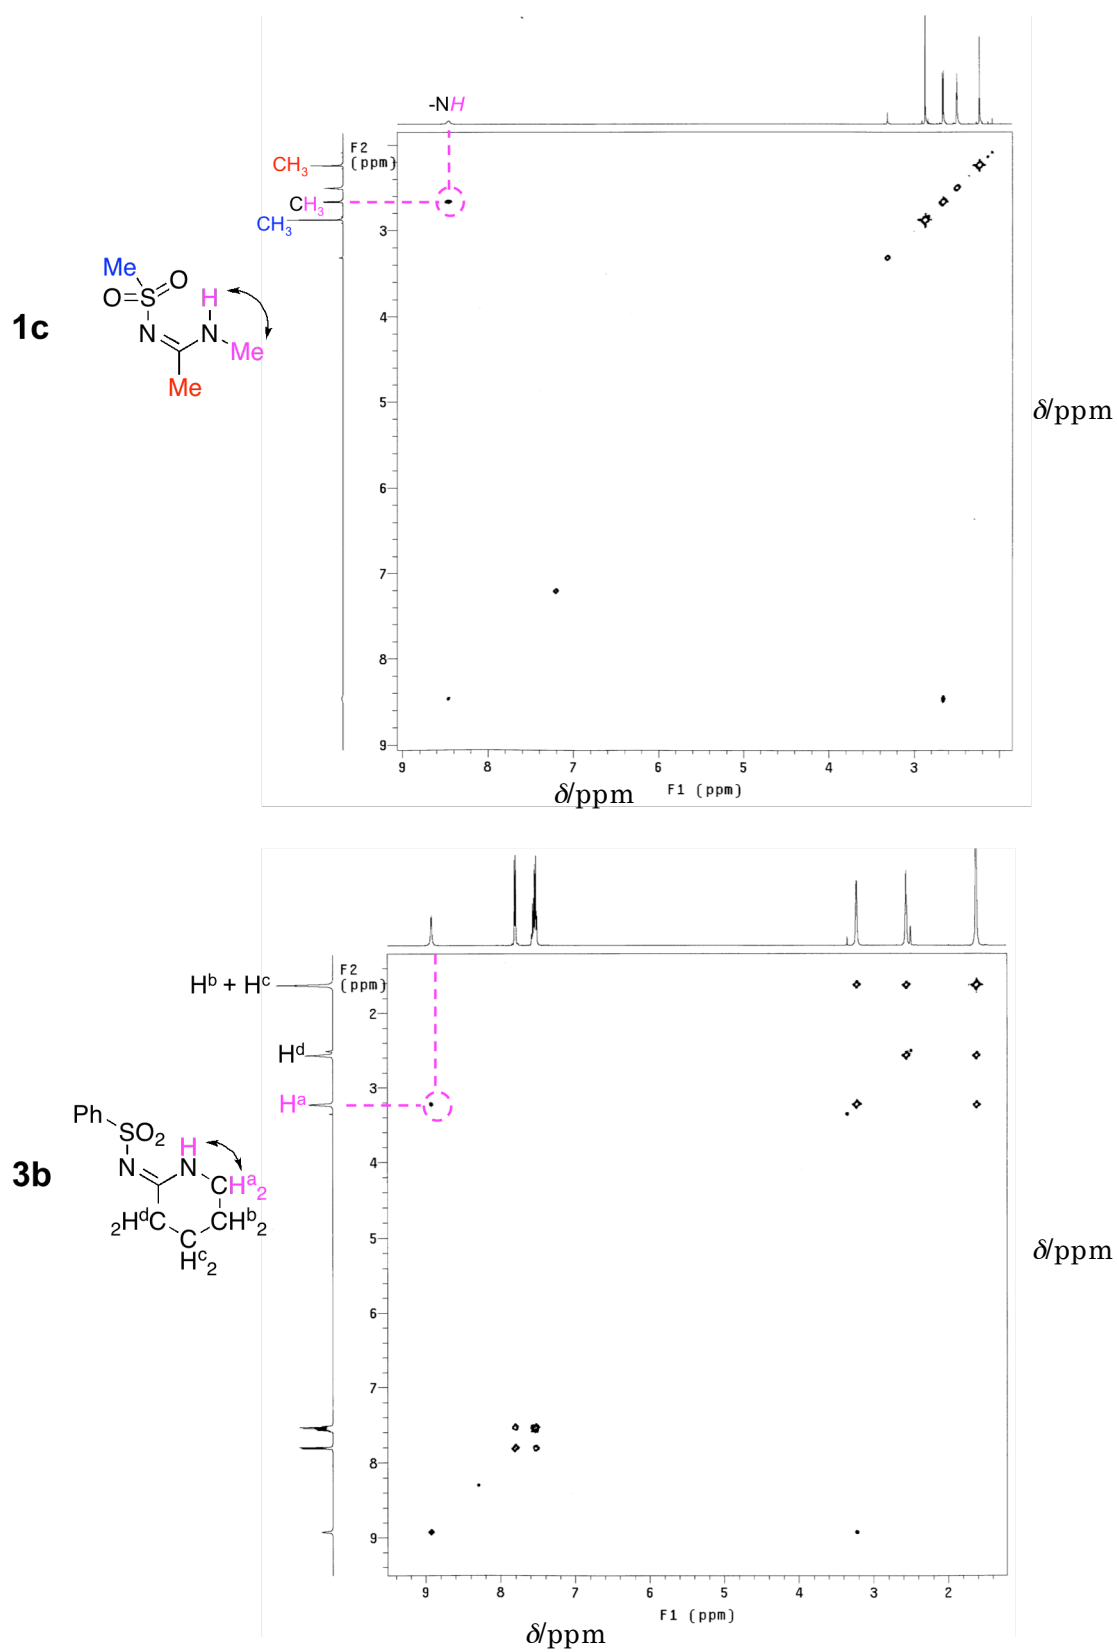 -NH
F2
(ppm)
CH₃
CH₃
CH₃
3
4
5
6
7
8
9
9 8 7 6 5 4 3
δ/ppm F1 (ppm)
δ/ppm
1c
Me
O=S=O
H
N N
Me
Me
F2
(ppm)
Hᵇ + Hᶜ
Hᵈ
Hᵃ
2
3
4
5
6
7
8
9
9 8 7 6 5 4 3 2
F1 (ppm)
δ/ppm
δ/ppm
3b
Ph
SO₂
H
N N
CHᵃ₂
₂HᵈC CHᵇ₂
C
Hᶜ₂